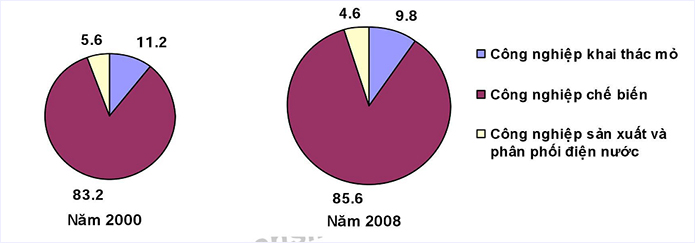 5.6
11.2
83.2
Năm 2000
4.6
9.8
85.6
Năm 2008
Công nghiệp khai thác mỏ
Công nghiệp chế biến
Công nghiệp sản xuất và
phân phối điện nước